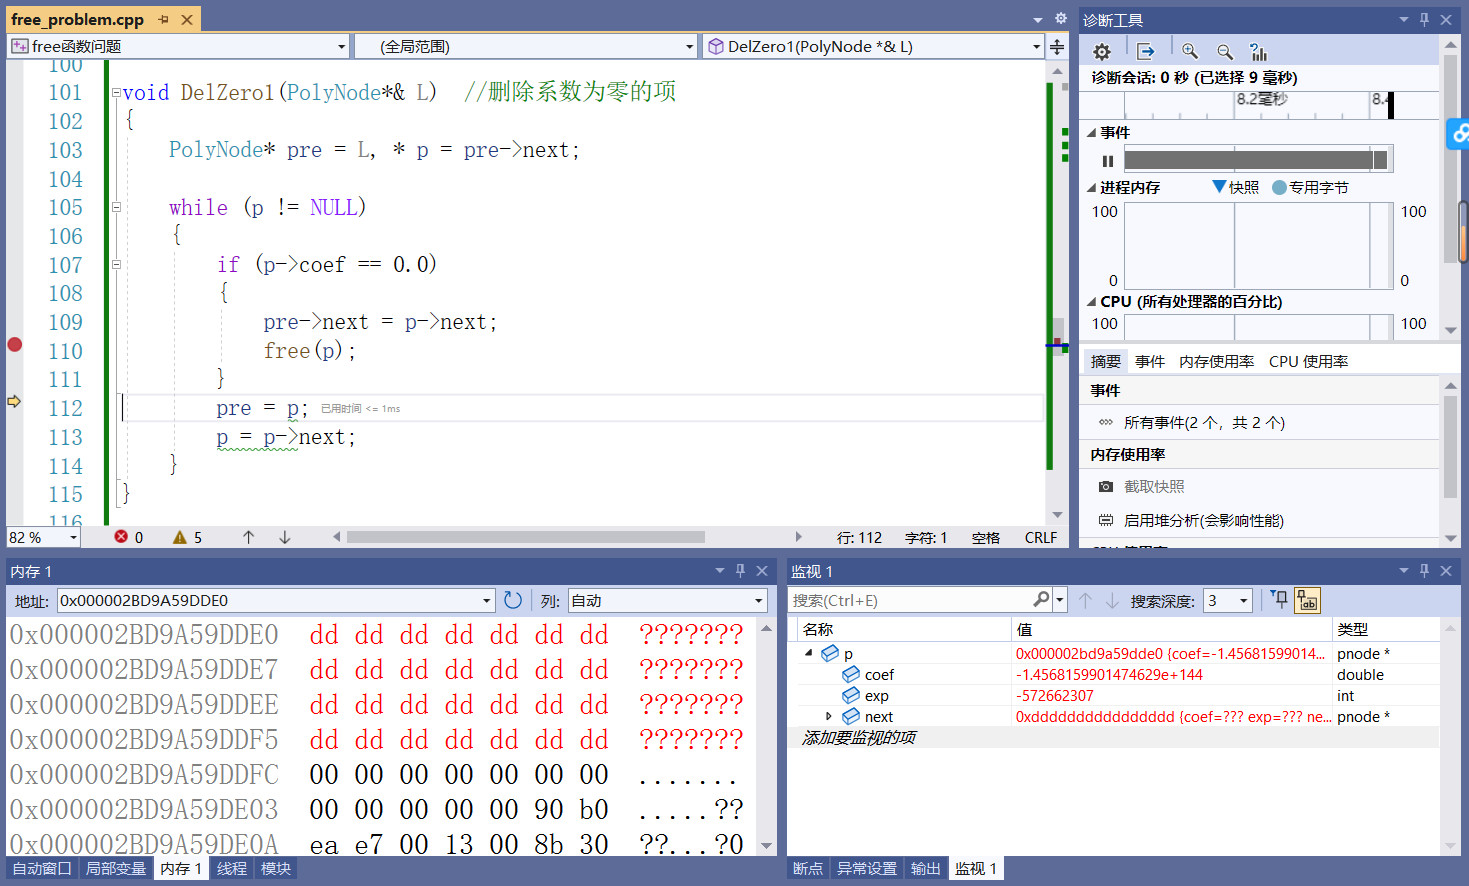 free_problem.cpp
free函数问题
(全局范围)
DelZero1(PolyNode *& L)
100
101 void DelZero1(PolyNode*& L) //删除系数为零的项
102 {
103 PolyNode* pre = L, * p = pre->next;
104
105 while (p != NULL)
106 {
107 if (p->coef == 0.0)
108 {
109 pre->next = p->next;
110 free(p);
111 }
112 pre = p; 已用时间 <= 1ms
113 p = p->next;
114 }
115 }
116
82 % 0 5 行: 112 字符: 1 空格 CRLF
诊断工具
诊断会话: 0 秒 (已选择 9 毫秒)
8.2毫秒
事件
进程内存 快照 专用字节
100 100
0 0
CPU (所有处理器的百分比)
100 100
摘要 事件 内存使用率 CPU 使用率
事件
所有事件(2 个，共 2 个)
内存使用率
截取快照
启用堆分析(会影响性能)
内存 1
地址: 0x000002BD9A59DDE0 列: 自动
0x000002BD9A59DDE0 dd dd dd dd dd dd dd ???????
0x000002BD9A59DDE7 dd dd dd dd dd dd dd ???????
0x000002BD9A59DDEE dd dd dd dd dd dd dd ???????
0x000002BD9A59DDF5 dd dd dd dd dd dd dd ???????
0x000002BD9A59DDFC 00 00 00 00 00 00 00 .......
0x000002BD9A59DE03 00 00 00 00 00 90 b0 .....??
0x000002BD9A59DE0A ea e7 00 13 00 8b 30 ??...?0
自动窗口 局部变量 内存 1 线程 模块
监视 1
搜索(Ctrl+E) 搜索深度: 3
名称 值 类型
p 0x000002bd9a59dde0 {coef=-1.45681599014... pnode *
coef -1.4568159901474629e+144 double
exp -572662307 int
next 0xdddddddddddddddd {coef=??? exp=??? ne... pnode *
添加要监视的项
断点 异常设置 输出 监视 1